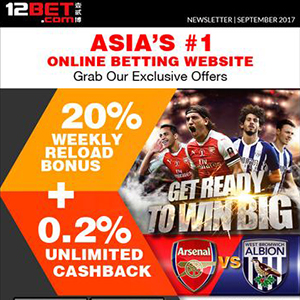 12BET
.com 壹贰博
NEWSLETTER | SEPTEMBER 2017
ASIA'S #1
ONLINE BETTING WEBSITE
Grab Our Exclusive Offers
20%
WEEKLY
RELOAD
BONUS
+
0.2%
UNLIMITED
CASHBACK
GET READY
TO WIN BIG
Arsenal
VS
WEST BROMWICH
ALBION